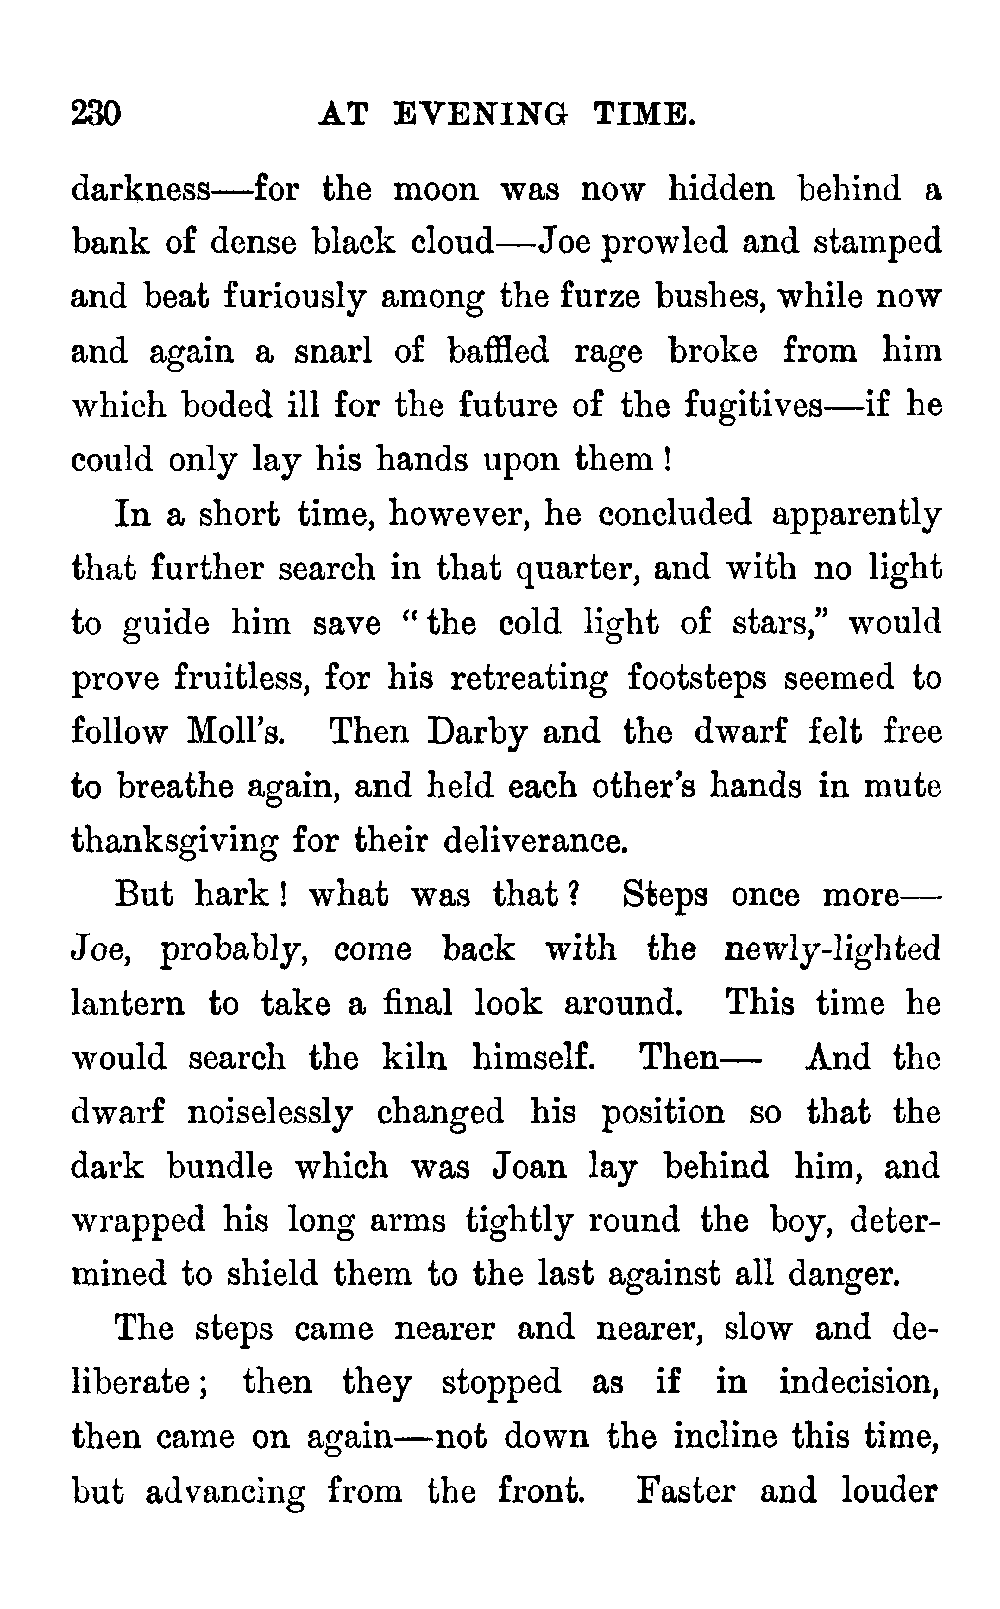 230 AT EVENING TIME.
darkness—for the moon was now hidden behind a
bank of dense black cloud—Joe prowled and stamped
and beat furiously among the furze bushes, while now
and again a snarl of baffled rage broke from him
which boded ill for the future of the fugitives—if he
could only lay his hands upon them !
In a short time, however, he concluded apparently
that further search in that quarter, and with no light
to guide him save “ the cold light of stars,” would
prove fruitless, for his retreating footsteps seemed to
follow Moll’s. Then Darby and the dwarf felt free
to breathe again, and held each other’s hands in mute
thanksgiving for their deliverance.
But hark ! what was that ? Steps once more—
Joe, probably, come back with the newly-lighted
lantern to take a final look around. This time he
would search the kiln himself. Then— And the
dwarf noiselessly changed his position so that the
dark bundle which was Joan lay behind him, and
wrapped his long arms tightly round the boy, deter-
mined to shield them to the last against all danger.
The steps came nearer and nearer, slow and de-
liberate ; then they stopped as if in indecision,
then came on again—not down the incline this time,
but advancing from the front. Faster and louder